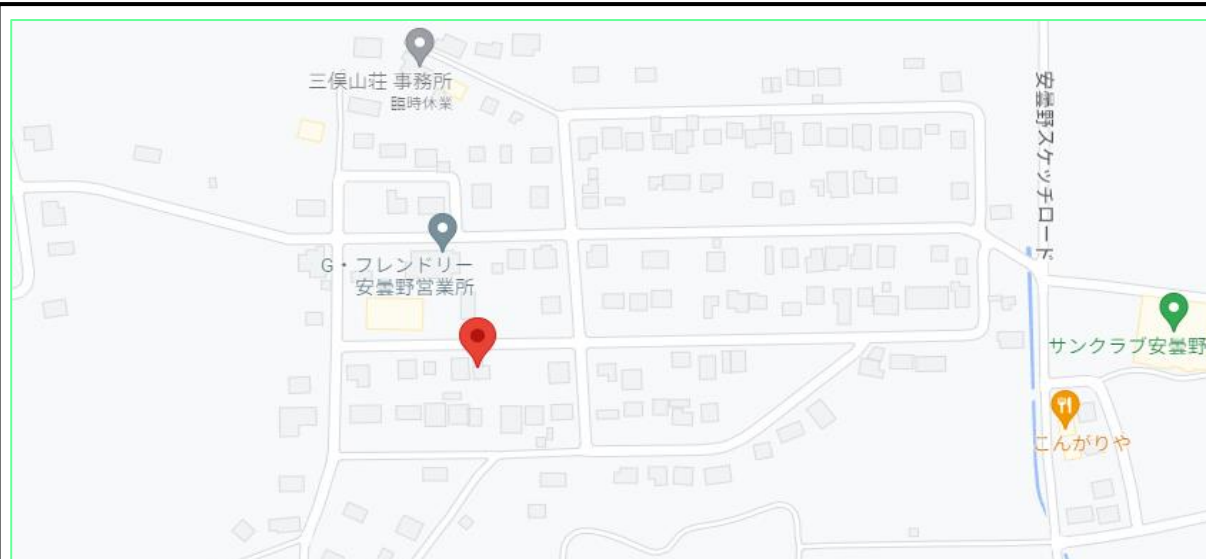 三俣山荘 事務所
臨時休業
安曇野スケッチロード
G・フレンドリー
安曇野営業所
サンクラブ安曇野
こんがりや